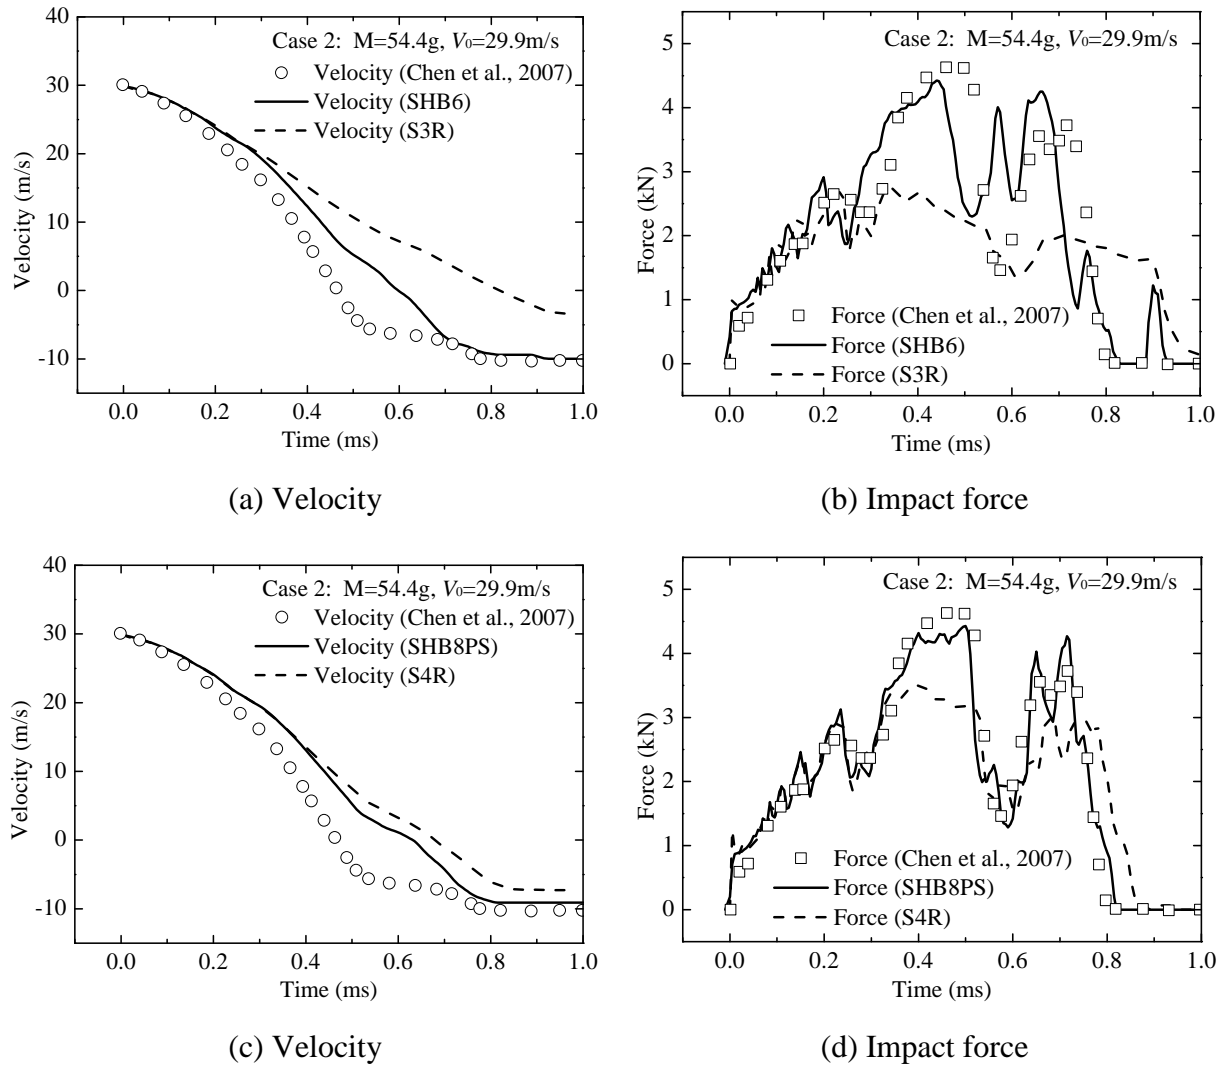 40
30
20
10
0
-10
Velocity (m/s)
Case 2: M=54.4g, V0=29.9m/s
Velocity (Chen et al., 2007)
Velocity (SHB6)
Velocity (S3R)
0.0 0.2 0.4 0.6 0.8 1.0
Time (ms)
(a) Velocity
5
4
3
2
1
0
Force (kN)
Case 2: M=54.4g, V0=29.9m/s
Force (Chen et al., 2007)
Force (SHB6)
Force (S3R)
0.0 0.2 0.4 0.6 0.8 1.0
Time (ms)
(b) Impact force
40
30
20
10
0
-10
Velocity (m/s)
Case 2: M=54.4g, V0=29.9m/s
Velocity (Chen et al., 2007)
Velocity (SHB8PS)
Velocity (S4R)
0.0 0.2 0.4 0.6 0.8 1.0
Time (ms)
(c) Velocity
5
4
3
2
1
0
Force (kN)
Case 2: M=54.4g, V0=29.9m/s
Force (Chen et al., 2007)
Force (SHB8PS)
Force (S4R)
0.0 0.2 0.4 0.6 0.8 1.0
Time (ms)
(d) Impact force